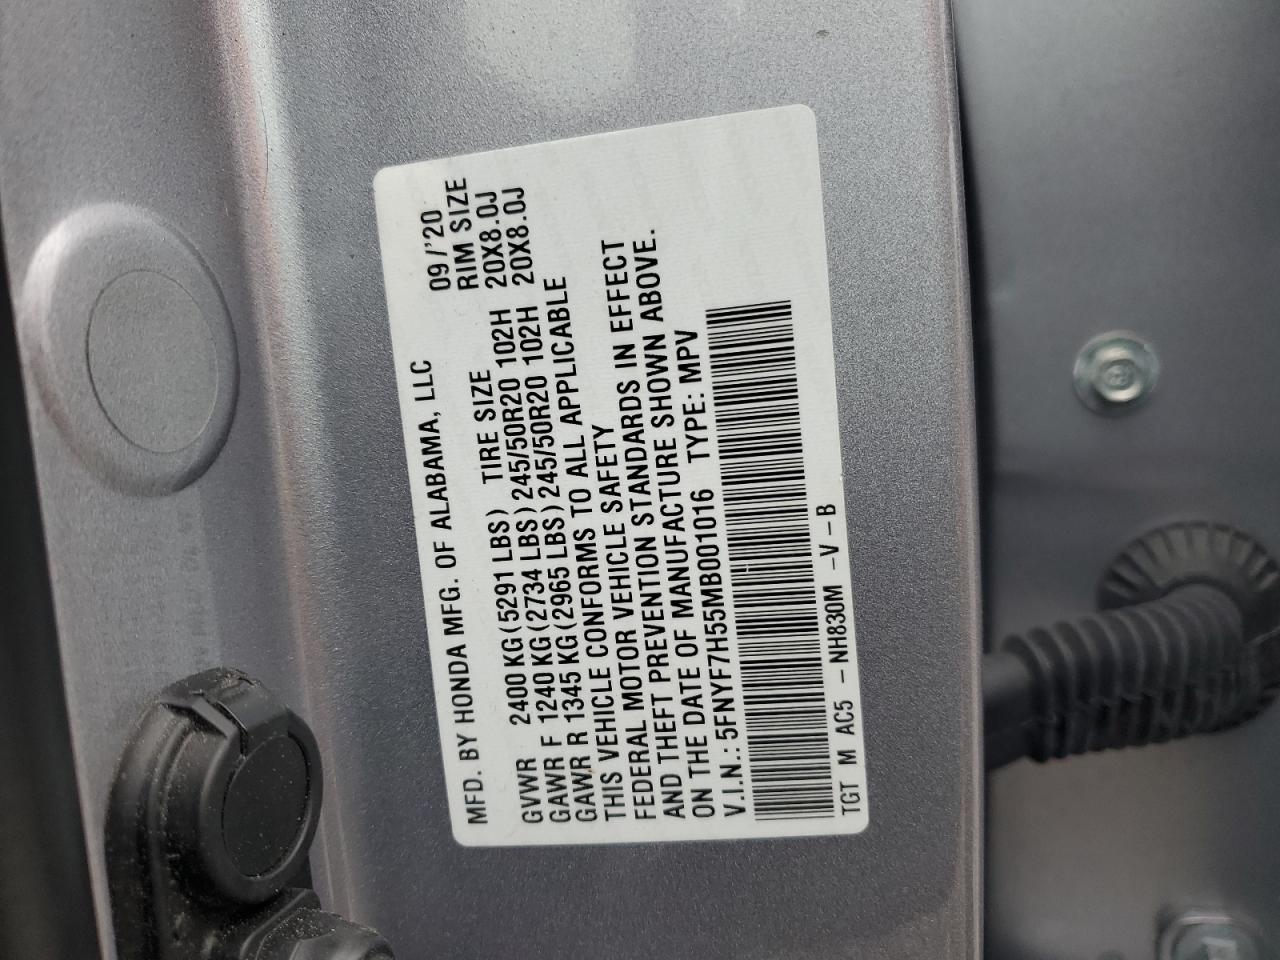 MFD. BY HONDA MFG. OF ALABAMA, LLC 09/'20
GVWR 2400 KG (5291 LBS) TIRE SIZE RIM SIZE
GAWR F 1240 KG (2734 LBS) 245/50R20 102H 20X8.0J
GAWR R 1345 KG (2965 LBS) 245/50R20 102H 20X8.0J
THIS VEHICLE CONFORMS TO ALL APPLICABLE
FEDERAL MOTOR VEHICLE SAFETY
AND THEFT PREVENTION STANDARDS IN EFFECT
ON THE DATE OF MANUFACTURE SHOWN ABOVE.
V.I.N.: 5FNYF7H55MB001016 TYPE: MPV
TGT M AC5 - NH830M -V-B